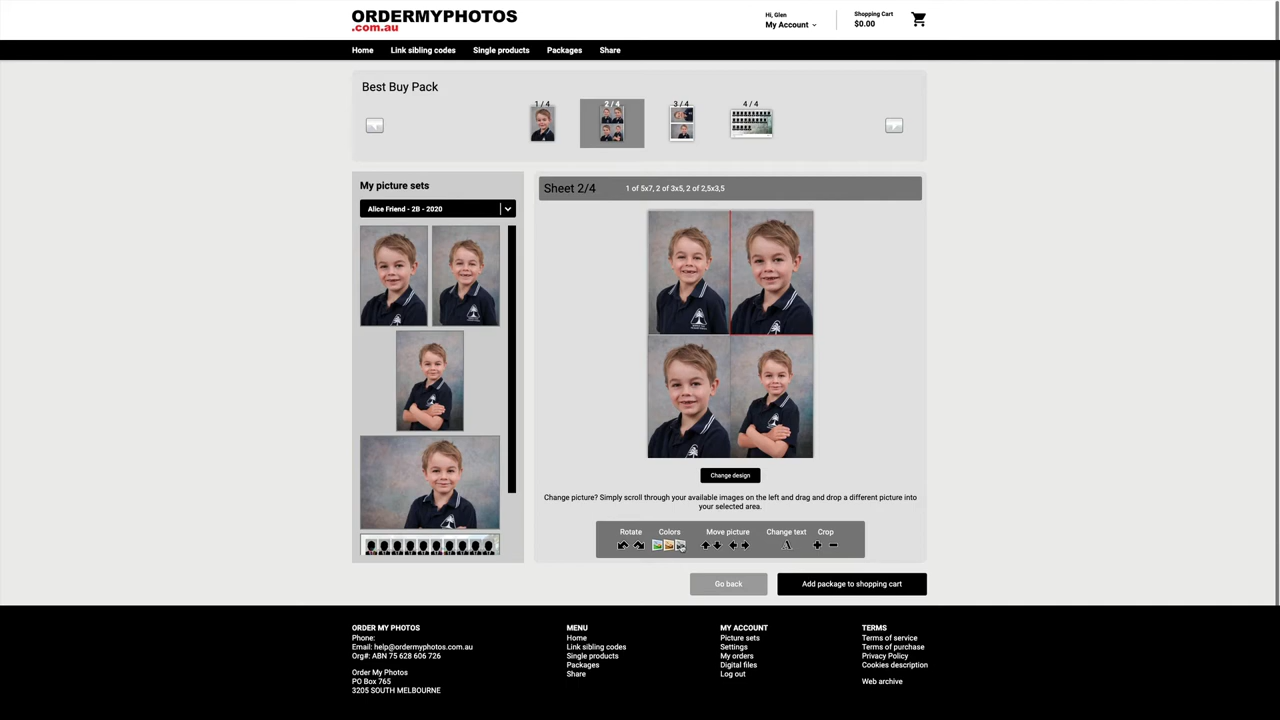 ORDERMYPHOTOS
.com.au
Hi, Glen
My Account
Shopping Cart
$0.00
Home
Link sibling codes
Single products
Packages
Share
Best Buy Pack
1 / 4
2 / 4
3 / 4
4 / 4
My picture sets
Alice Friend - 2B - 2020
Sheet 2/4
1 of 5x7, 2 of 3x5, 2 of 2,5x3,5
Change design
Change picture? Simply scroll through your available images on the left and drag and drop a different picture into
your selected area.
Rotate
Colors
Move picture
Change text
Crop
Go back
Add package to shopping cart
ORDER MY PHOTOS
Phone:
Email: help@ordermyphotos.com.au
Org#: ABN 75 628 606 726
Order My Photos
PO Box 765
3205 SOUTH MELBOURNE
MENU
Home
Link sibling codes
Single products
Packages
Share
MY ACCOUNT
Picture sets
Settings
My orders
Digital files
Log out
TERMS
Terms of service
Terms of purchase
Privacy Policy
Cookies description
Web archive